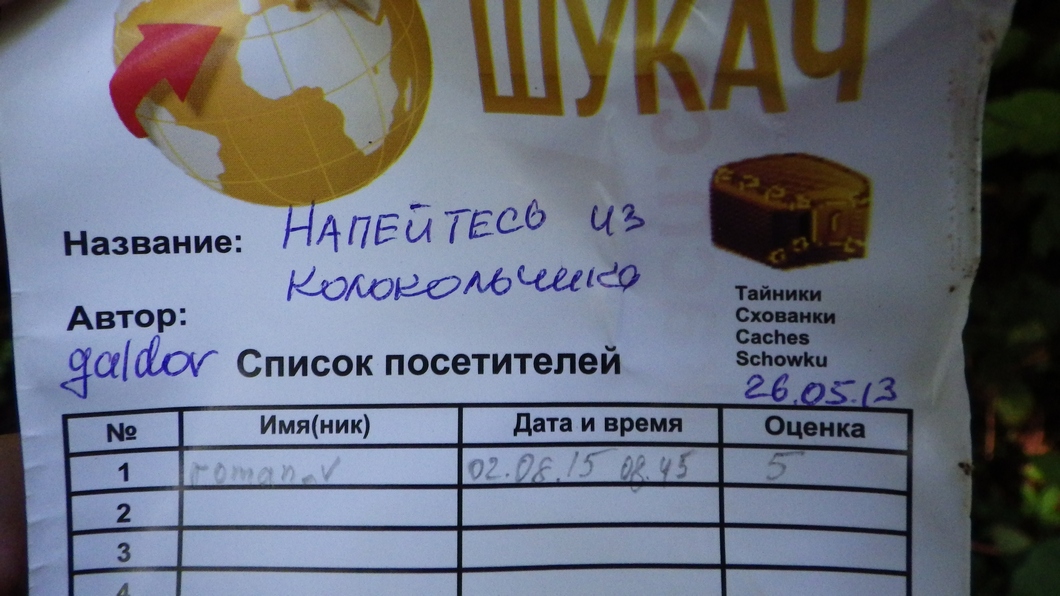 ШУКАЧ
Название: НАПЕЙТЕСЬ ИЗ
КОЛОКОЛЬЧИКА
Тайники
Схованки
Caches
Schowku
Автор:
galdor
Список посетителей
26.05.13
№ Имя(ник) Дата и время Оценка
1 roman_v 02.08.15 08.45 5
2
3
4